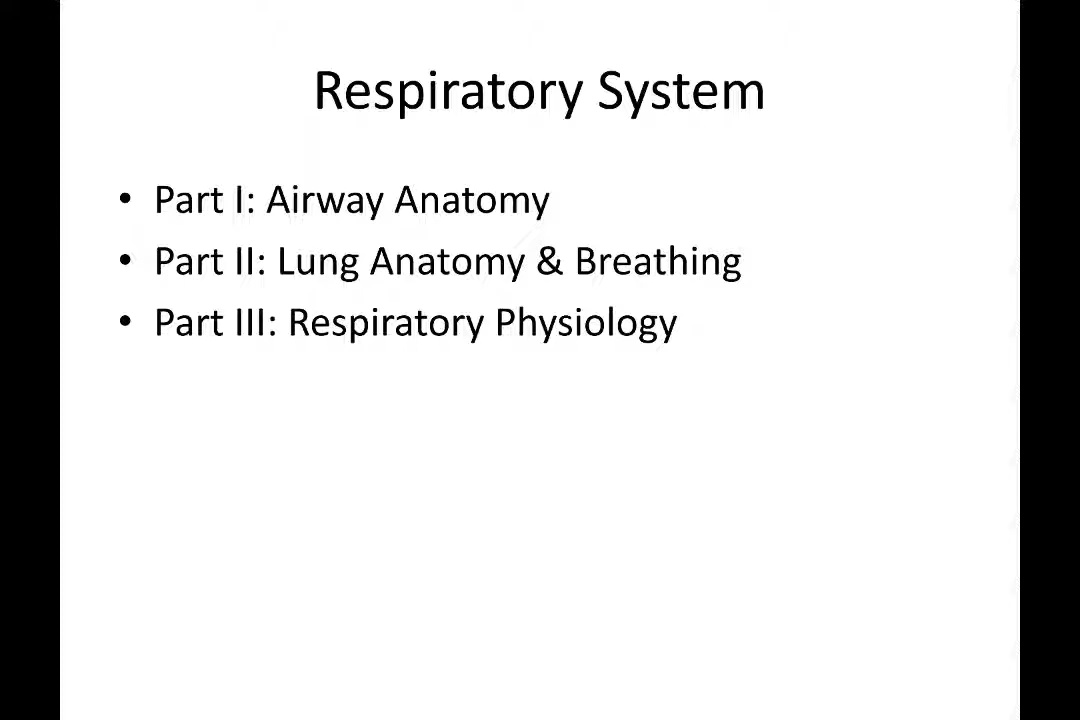 Respiratory System
• Part I: Airway Anatomy
• Part II: Lung Anatomy & Breathing
• Part III: Respiratory Physiology